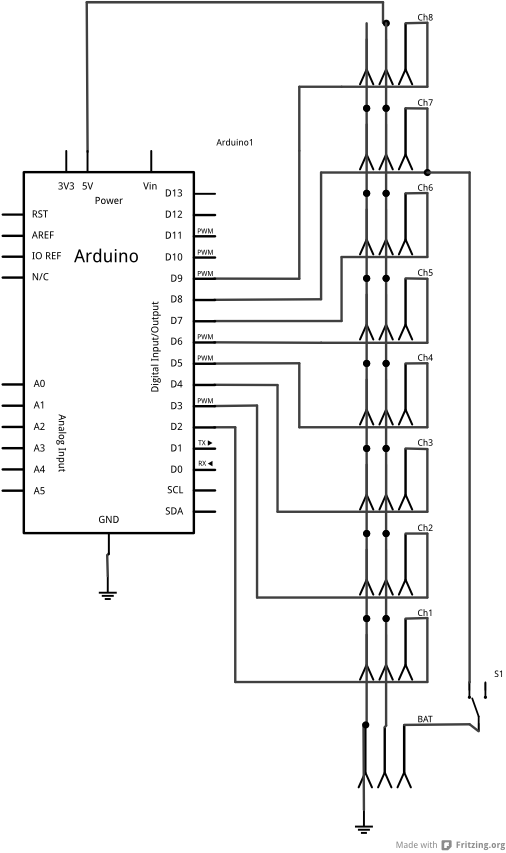 Ch8
Ch7
Arduino1
3V3 5V Vin
Power
D13
Ch6
RST
D12
AREF
D11 PWM
IO REF
Arduino
D10 PWM
N/C
D9 PWM
Ch5
D8
Digital Input/Output
D7
D6 PWM
D5 PWM
Ch4
A0
D4
A1
D3 PWM
A2
D2
Analog Input
A3
D1 TX
Ch3
A4
D0 RX
A5
SCL
SDA
GND
Ch2
Ch1
S1
BAT
Made with Fritzing.org